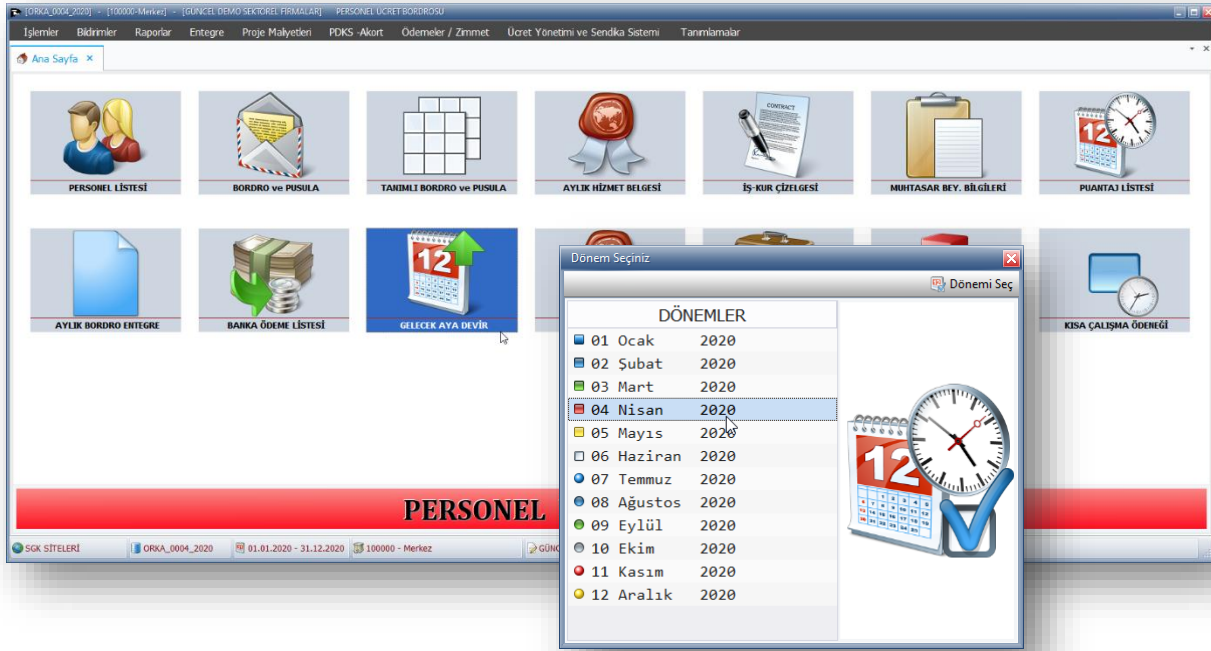 [ORKA_0004_2020] - [100000-Merkez] - [GÜNCEL DEMO SEKTÖREL FİRMALAR] PERSONEL ÜCRET BORDROSU
İşlemler Bildirimler Raporlar Entegre Proje Maliyetleri PDKS -Akort Ödemeler / Zimmet Ücret Yönetimi ve Sendika Sistemi Tanımlamalar
Ana Sayfa
CONTRACT
12
PERSONEL LİSTESİ
BORDRO ve PUSULA
TANIMLI BORDRO ve PUSULA
AYLIK HİZMET BELGESİ
İŞ-KUR ÇİZELGESİ
MUHTASAR BEY. BİLGİLERİ
PUANTAJ LİSTESİ
12
AYLIK BORDRO ENTEGRE
BANKA ÖDEME LİSTESİ
GELECEK AYA DEVİR
KISA ÇALIŞMA ÖDENEĞİ
Dönem Seçiniz
Dönemi Seç
DÖNEMLER
01 Ocak 2020
02 Şubat 2020
03 Mart 2020
04 Nisan 2020
05 Mayıs 2020
06 Haziran 2020
07 Temmuz 2020
08 Ağustos 2020
09 Eylül 2020
10 Ekim 2020
11 Kasım 2020
12 Aralık 2020
12
PERSONEL
SGK SİTELERİ ORKA_0004_2020 01.01.2020 - 31.12.2020 100000 - Merkez